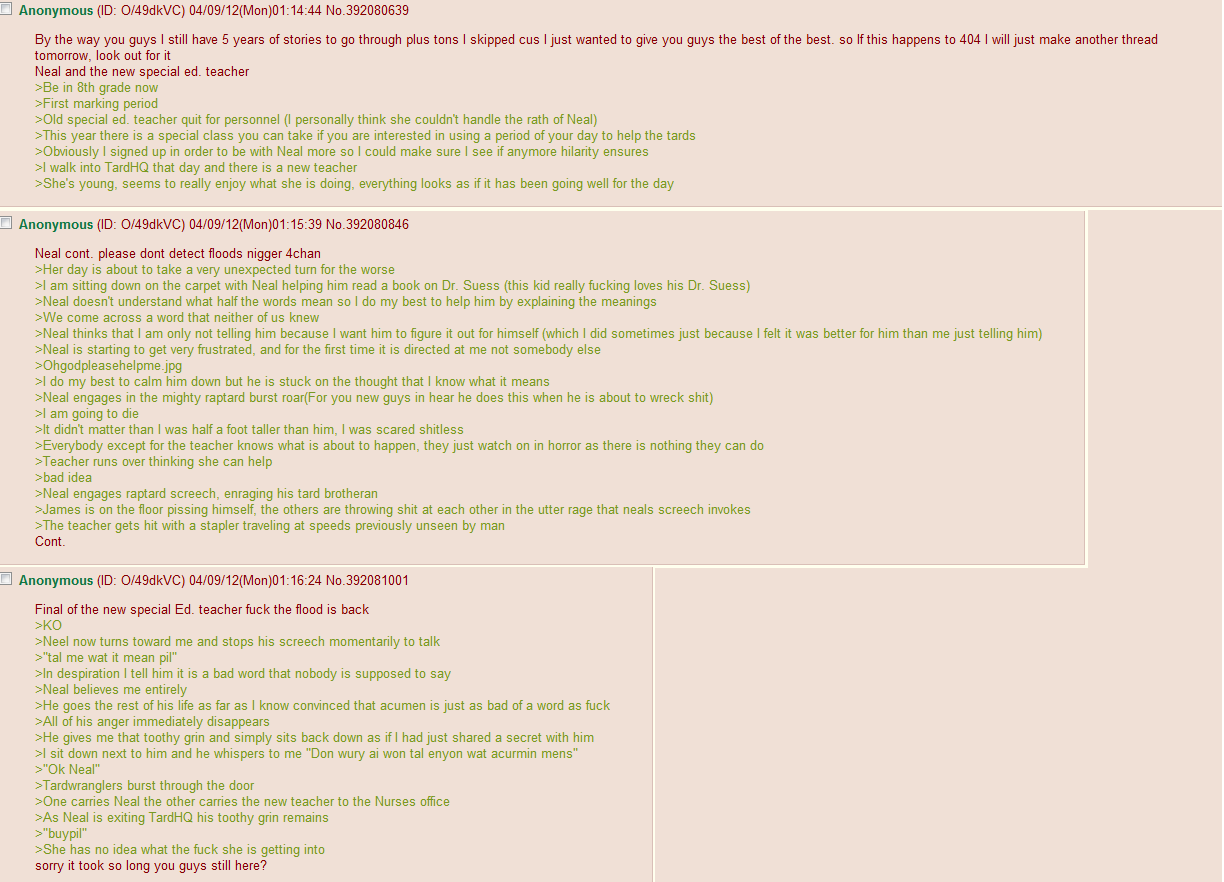 Anonymous (ID: O/49dkVC) 04/09/12(Mon)01:14:44 No.392080639
By the way you guys I still have 5 years of stories to go through plus tons I skipped cus I just wanted to give you guys the best of the best. so If this happens to 404 I will just make another thread
tomorrow, look out for it
Neal and the new special ed. teacher
>Be in 8th grade now
>First marking period
>Old special ed. teacher quit for personnel (I personally think she couldn't handle the rath of Neal)
>This year there is a special class you can take if you are interested in using a period of your day to help the tards
>Obviously I signed up in order to be with Neal more so I could make sure I see if anymore hilarity ensures
>I walk into TardHQ that day and there is a new teacher
>She's young, seems to really enjoy what she is doing, everything looks as if it has been going well for the day
Anonymous (ID: O/49dkVC) 04/09/12(Mon)01:15:39 No.392080846
Neal cont. please dont detect floods nigger 4chan
>Her day is about to take a very unexpected turn for the worse
>I am sitting down on the carpet with Neal helping him read a book on Dr. Suess (this kid really fucking loves his Dr. Suess)
>Neal doesn't understand what half the words mean so I do my best to help him by explaining the meanings
>We come across a word that neither of us knew
>Neal thinks that I am only not telling him because I want him to figure it out for himself (which I did sometimes just because I felt it was better for him than me just telling him)
>Neal is starting to get very frustrated, and for the first time it is directed at me not somebody else
>Ohgodpleasehelpme.jpg
>I do my best to calm him down but he is stuck on the thought that I know what it means
>Neal engages in the mighty raptard burst roar(For you new guys in hear he does this when he is about to wreck shit)
>I am going to die
>It didn't matter than I was half a foot taller than him, I was scared shitless
>Everybody except for the teacher knows what is about to happen, they just watch on in horror as there is nothing they can do
>Teacher runs over thinking she can help
>bad idea
>Neal engages raptard screech, enraging his tard brotheran
>James is on the floor pissing himself, the others are throwing shit at each other in the utter rage that neals screech invokes
>The teacher gets hit with a stapler traveling at speeds previously unseen by man
Cont.
Anonymous (ID: O/49dkVC) 04/09/12(Mon)01:16:24 No.392081001
Final of the new special Ed. teacher fuck the flood is back
>KO
>Neel now turns toward me and stops his screech momentarily to talk
>"tal me wat it mean pil"
>In despiration I tell him it is a bad word that nobody is supposed to say
>Neal believes me entirely
>He goes the rest of his life as far as I know convinced that acumen is just as bad of a word as fuck
>All of his anger immediately disappears
>He gives me that toothy grin and simply sits back down as if I had just shared a secret with him
>I sit down next to him and he whispers to me "Don wury ai won tal enyon wat acurmin mens"
>"Ok Neal"
>Tardwranglers burst through the door
>One carries Neal the other carries the new teacher to the Nurses office
>As Neal is exiting TardHQ his toothy grin remains
>"buypil"
>She has no idea what the fuck she is getting into
sorry it took so long you guys still here?